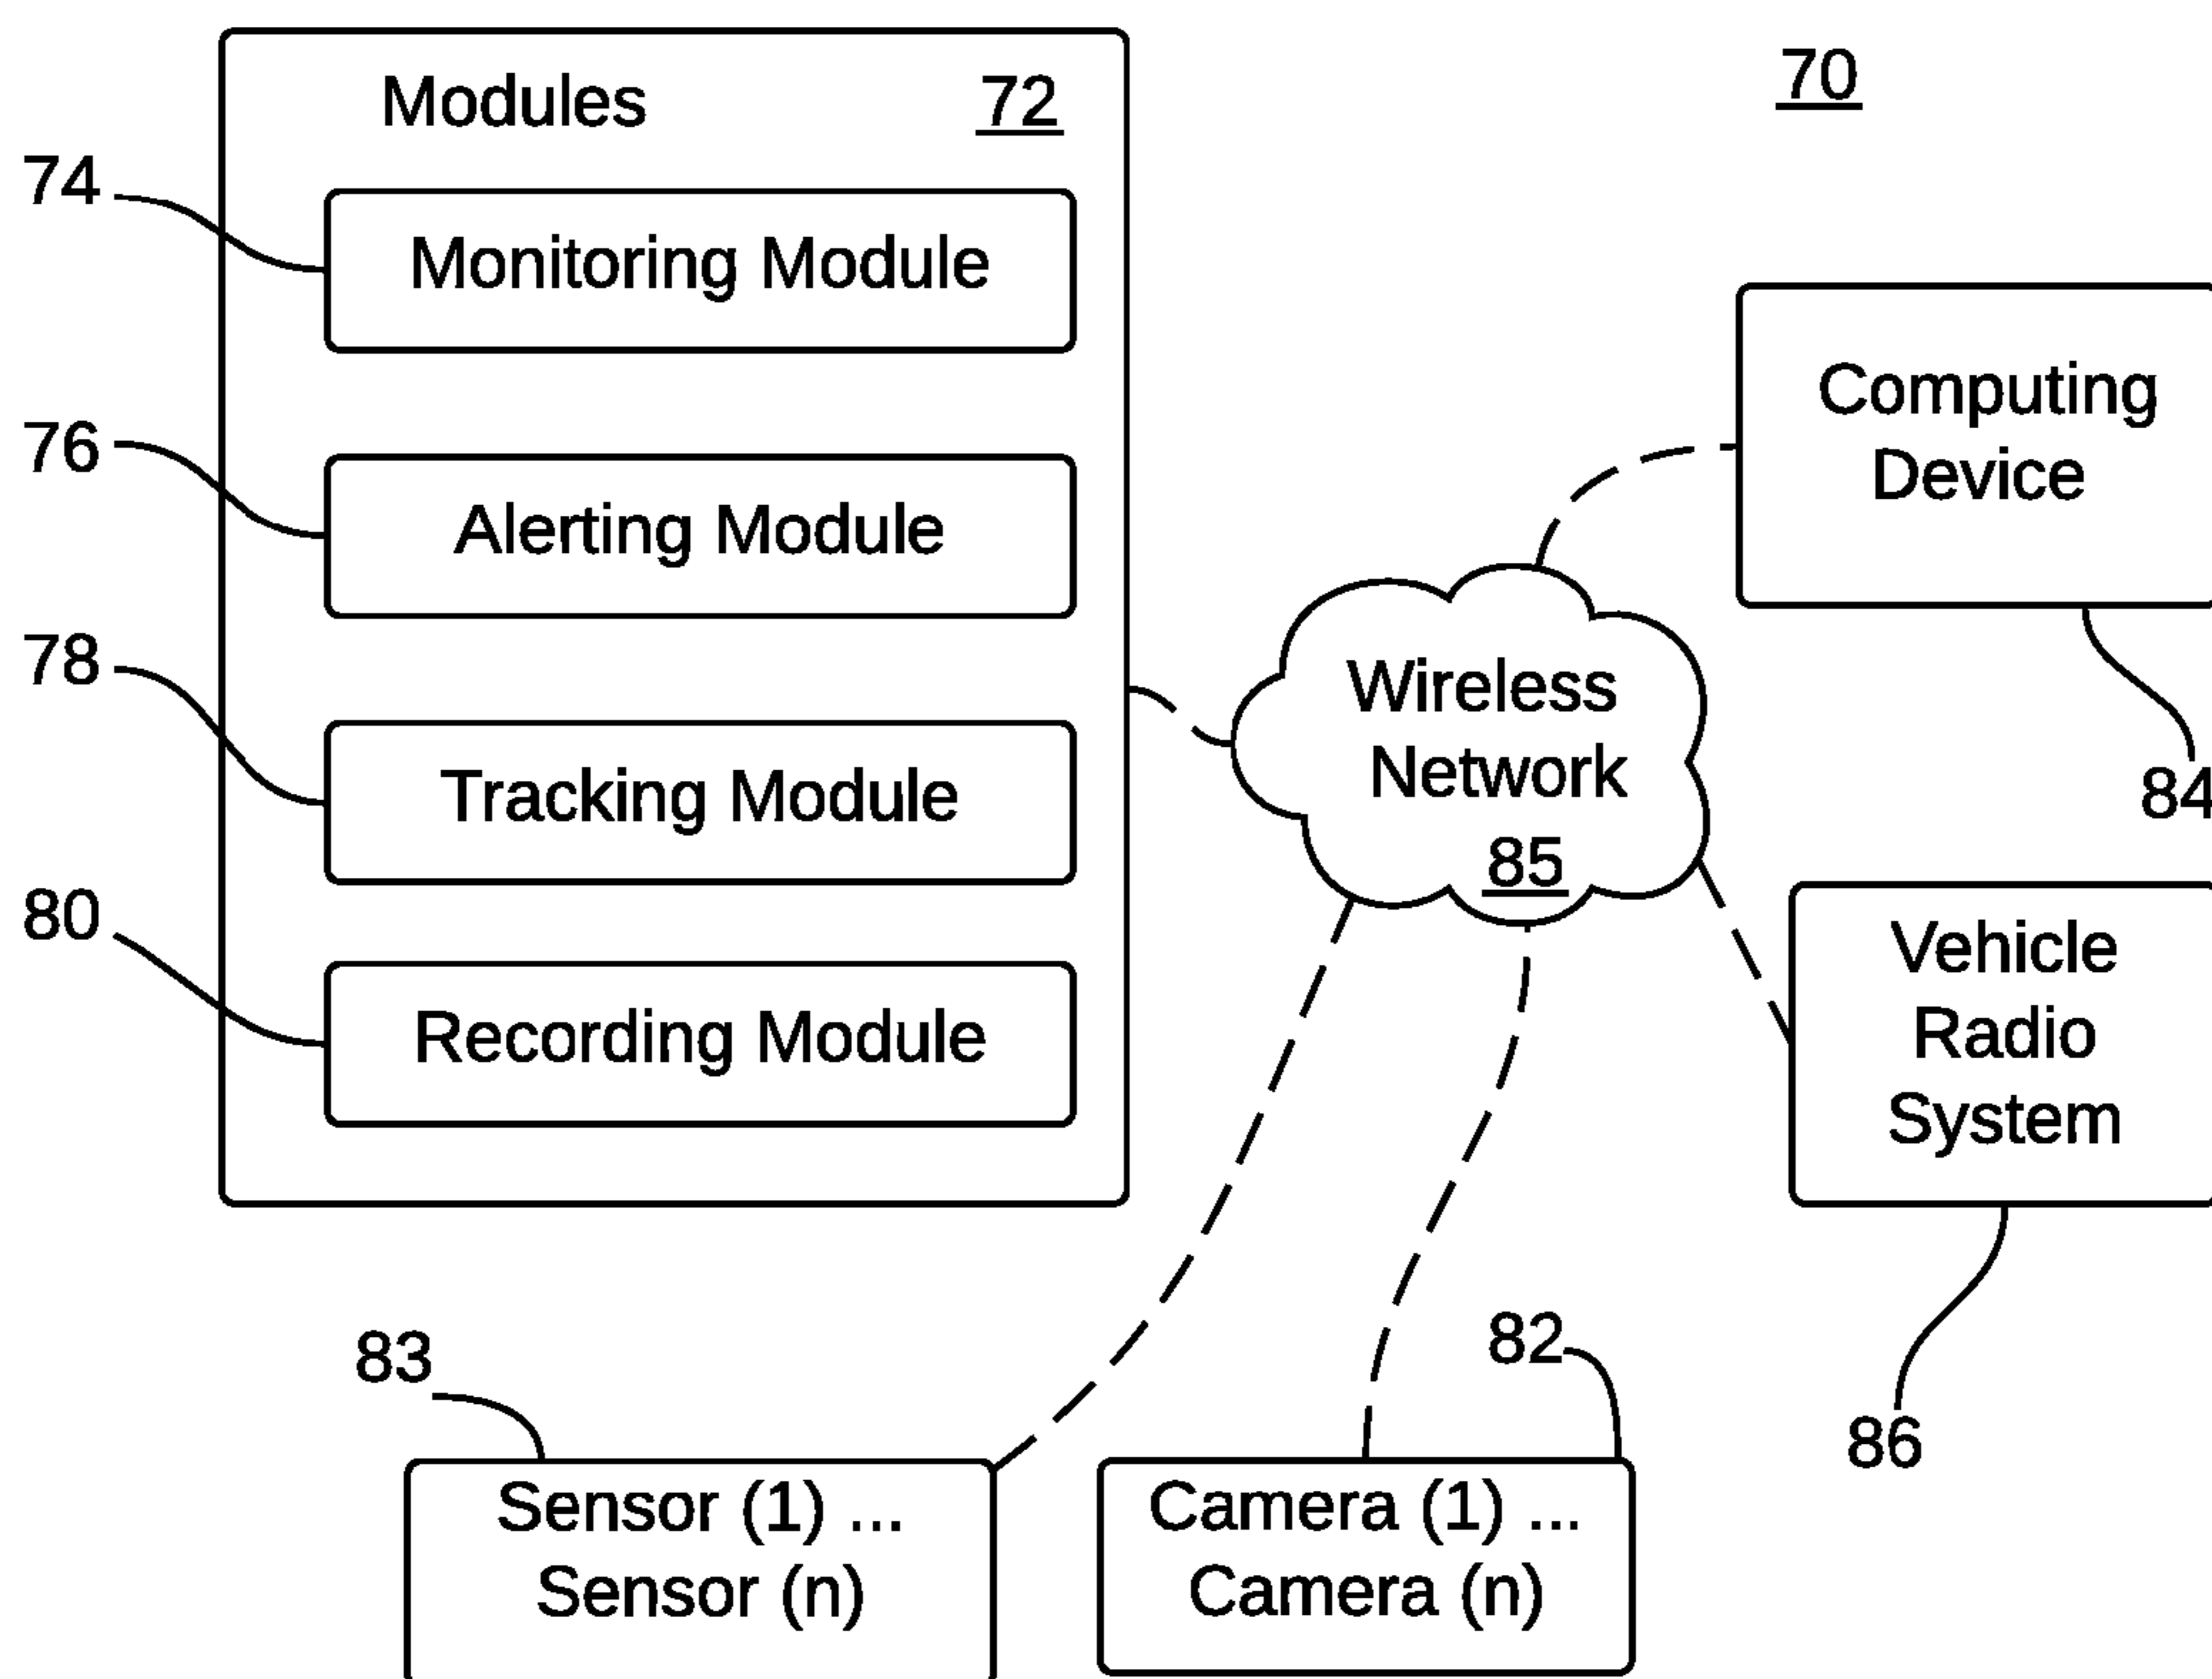 Modules 72
70
74
Monitoring Module
76
Alerting Module
78
Tracking Module
80
Recording Module
Computing
Device
84
Wireless
Network
85
Vehicle
Radio
System
86
83
Sensor (1) ...
Sensor (n)
82
Camera (1) ...
Camera (n)